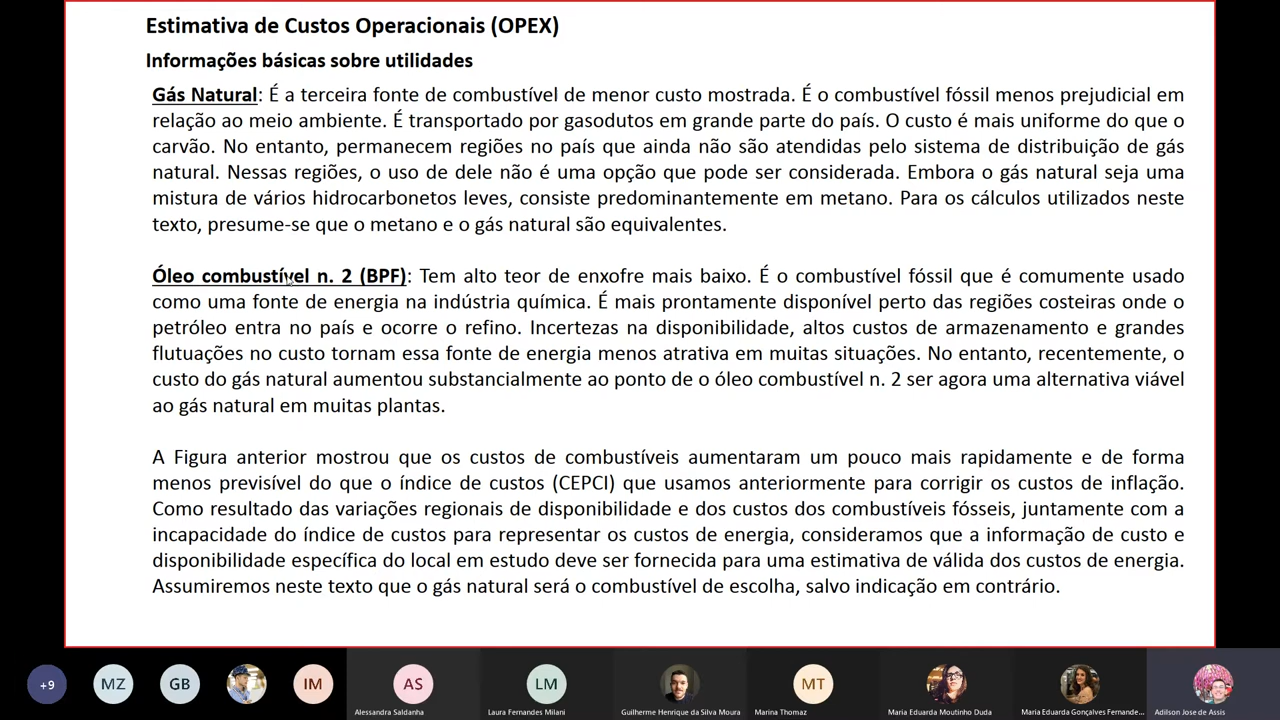 Estimativa de Custos Operacionais (OPEX)
Informações básicas sobre utilidades
Gás Natural: É a terceira fonte de combustível de menor custo mostrada. É o combustível fóssil menos prejudicial em
relação ao meio ambiente. É transportado por gasodutos em grande parte do país. O custo é mais uniforme do que o
carvão. No entanto, permanecem regiões no país que ainda não são atendidas pelo sistema de distribuição de gás
natural. Nessas regiões, o uso de dele não é uma opção que pode ser considerada. Embora o gás natural seja uma
mistura de vários hidrocarbonetos leves, consiste predominantemente em metano. Para os cálculos utilizados neste
texto, presume-se que o metano e o gás natural são equivalentes.
Óleo combustível n. 2 (BPF): Tem alto teor de enxofre mais baixo. É o combustível fóssil que é comumente usado
como uma fonte de energia na indústria química. É mais prontamente disponível perto das regiões costeiras onde o
petróleo entra no país e ocorre o refino. Incertezas na disponibilidade, altos custos de armazenamento e grandes
flutuações no custo tornam essa fonte de energia menos atrativa em muitas situações. No entanto, recentemente, o
custo do gás natural aumentou substancialmente ao ponto de o óleo combustível n. 2 ser agora uma alternativa viável
ao gás natural em muitas plantas.
A Figura anterior mostrou que os custos de combustíveis aumentaram um pouco mais rapidamente e de forma
menos previsível do que o índice de custos (CEPCI) que usamos anteriormente para corrigir os custos de inflação.
Como resultado das variações regionais de disponibilidade e dos custos dos combustíveis fósseis, juntamente com a
incapacidade do índice de custos para representar os custos de energia, consideramos que a informação de custo e
disponibilidade específica do local em estudo deve ser fornecida para uma estimativa de válida dos custos de energia.
Assumiremos neste texto que o gás natural será o combustível de escolha, salvo indicação em contrário.
+9 MZ GB IM AS LM MT
Alessandra Saldanha Laura Fernandes Milani Guilherme Henrique da Silva Moura Marina Thomaz Maria Eduarda Moutinho Duda Maria Eduarda Gonçalves Fernande... Adilson Jose de Assis